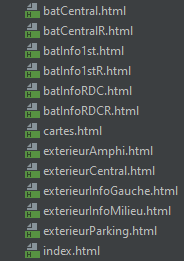 batCentral.html
batCentralR.html
batInfo1st.html
batInfo1stR.html
batInfoRDC.html
batInfoRDCR.html
cartes.html
exterieurAmphi.html
exterieurCentral.html
exterieurInfoGauche.html
exterieurInfoMilieu.html
exterieurParking.html
index.html